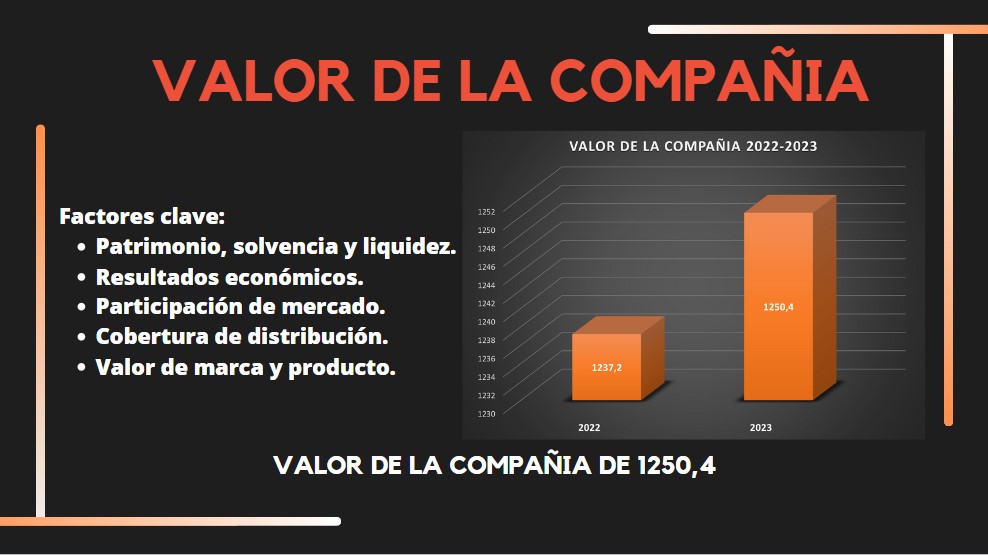 VALOR DE LA COMPAÑIA
Factores clave:
• Patrimonio, solvencia y liquidez.
• Resultados económicos.
• Participación de mercado.
• Cobertura de distribución.
• Valor de marca y producto.
VALOR DE LA COMPAÑIA 2022-2023
1252
1250
1248
1246
1244
1242
1240
1238
1236
1234
1232
1230
1237,2
1250,4
2022
2023
VALOR DE LA COMPAÑIA DE 1250,4